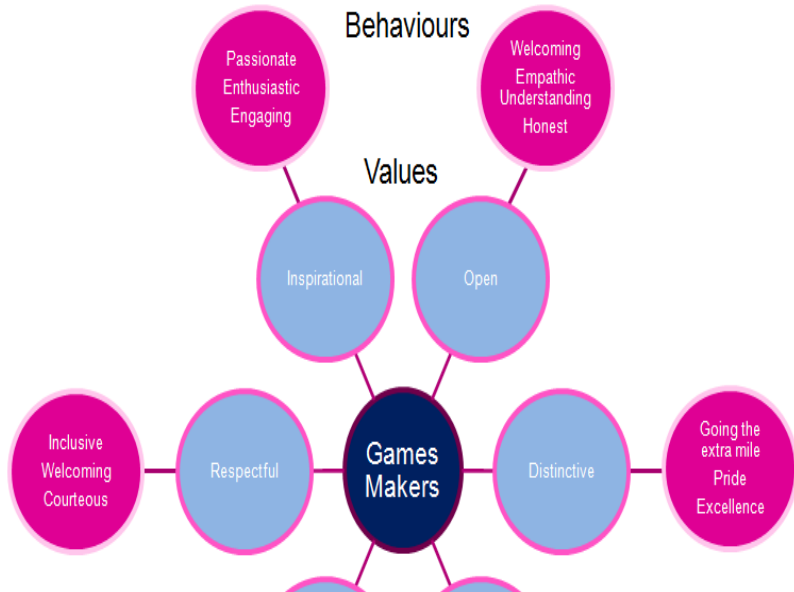 Behaviours
Passionate
Enthusiastic
Engaging
Welcoming
Empathic
Understanding
Honest
Values
Inspirational
Open
Inclusive
Welcoming
Courteous
Respectful
Games
Makers
Distinctive
Going the
extra mile
Pride
Excellence